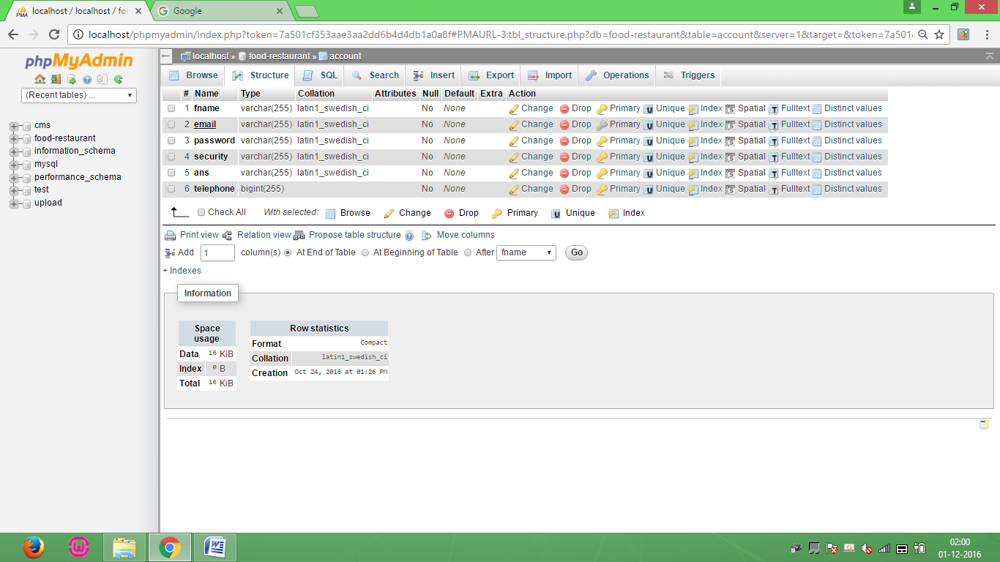 localhost / localhost / foo
Google
localhost/phpmyadmin/index.php?token=7a501cf353aae3aa2dd6b4d4db1a0a8f#PMAURL-3:tbl_structure.php?db=food-restaurant&table=account&server=1&target=&token=7a501
phpMyAdmin
(Recent tables) ...
cms
food-restaurant
information_schema
mysql
performance_schema
test
upload
localhost » food-restaurant » account
Browse Structure SQL Search Insert Export Import Operations Triggers
# Name Type Collation Attributes Null Default Extra Action
1 fname varchar(255) latin1_swedish_ci No None Change Drop Primary Unique Index Spatial Fulltext Distinct values
2 email varchar(255) latin1_swedish_ci No None Change Drop Primary Unique Index Spatial Fulltext Distinct values
3 password varchar(255) latin1_swedish_ci No None Change Drop Primary Unique Index Spatial Fulltext Distinct values
4 security varchar(255) latin1_swedish_ci No None Change Drop Primary Unique Index Spatial Fulltext Distinct values
5 ans varchar(255) latin1_swedish_ci No None Change Drop Primary Unique Index Spatial Fulltext Distinct values
6 telephone bigint(255) No None Change Drop Primary Unique Index Spatial Fulltext Distinct values
Check All With selected: Browse Change Drop Primary Unique Index
Print view Relation view Propose table structure Move columns
Add 1 column(s) At End of Table At Beginning of Table After fname Go
+ Indexes
Information
Space usage
Data 16 KiB
Index 0 B
Total 16 KiB
Row statistics
Format Compact
Collation latin1_swedish_ci
Creation Oct 24, 2016 at 01:26 PM
02:00
01-12-2016